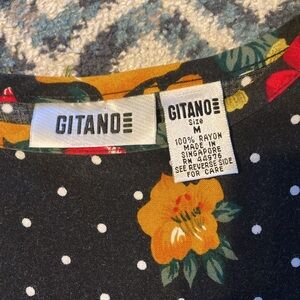 GITANO
GITANO
Size
M
100% RAYON
MADE IN
SINGAPORE
RN 44976
SEE REVERSE SIDE
FOR CARE